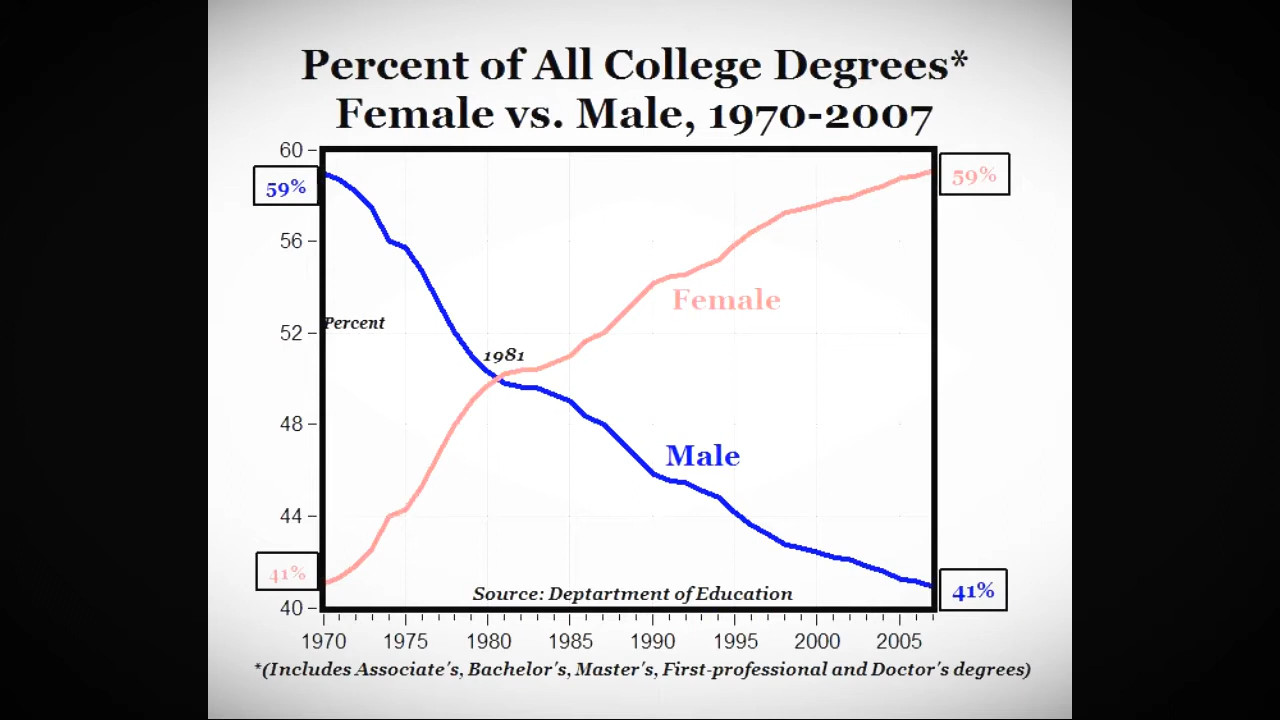 Percent of All College Degrees*
Female vs. Male, 1970-2007
60
59%
59%
56
Female
Percent
52
1981
48
Male
44
41%
41%
Source: Deptartment of Education
40
1970 1975 1980 1985 1990 1995 2000 2005
*(Includes Associate's, Bachelor's, Master's, First-professional and Doctor's degrees)